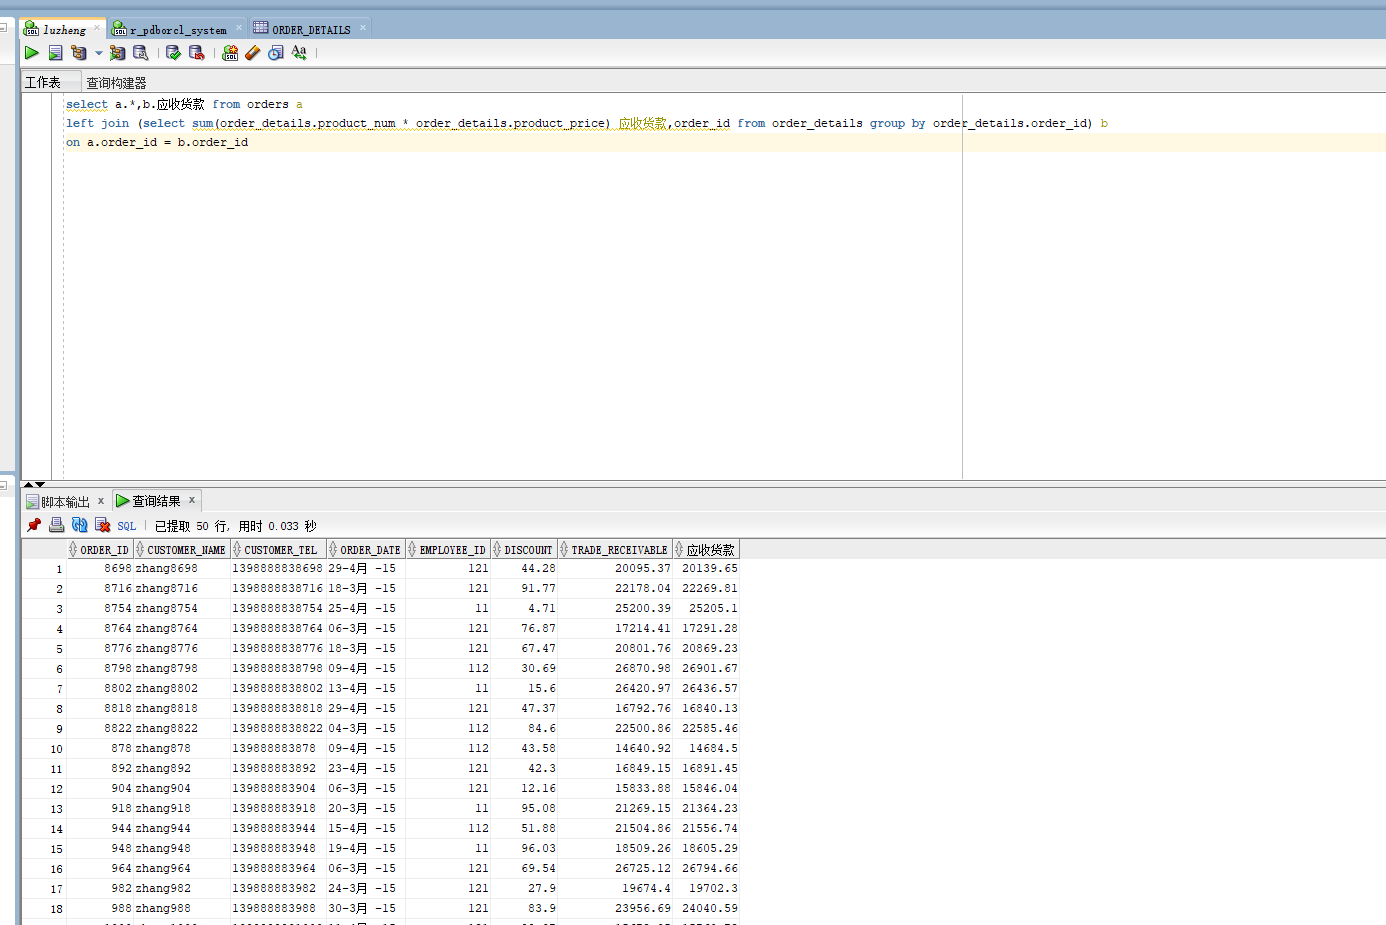 luzheng r_pdborcl_system ORDER_DETAILS
工作表 查询构建器
select a.*,b.应收货款 from orders a
left join (select sum(order_details.product_num * order_details.product_price) 应收货款,order_id from order_details group by order_details.order_id) b
on a.order_id = b.order_id
脚本输出 x 查询结果 x
SQL 已提取 50 行, 用时 0.033 秒
ORDER_ID CUSTOMER_NAME CUSTOMER_TEL ORDER_DATE EMPLOYEE_ID DISCOUNT TRADE_RECEIVABLE 应收货款
1 8698 zhang8698 1398888838698 29-4月 -15 121 44.28 20095.37 20139.65
2 8716 zhang8716 1398888838716 18-3月 -15 121 91.77 22178.04 22269.81
3 8754 zhang8754 1398888838754 25-4月 -15 11 4.71 25200.39 25205.1
4 8764 zhang8764 1398888838764 06-3月 -15 121 76.87 17214.41 17291.28
5 8776 zhang8776 1398888838776 18-3月 -15 121 67.47 20801.76 20869.23
6 8798 zhang8798 1398888838798 09-4月 -15 112 30.69 26870.98 26901.67
7 8802 zhang8802 1398888838802 13-4月 -15 11 15.6 26420.97 26436.57
8 8818 zhang8818 1398888838818 29-4月 -15 121 47.37 16792.76 16840.13
9 8822 zhang8822 1398888838822 04-3月 -15 112 84.6 22500.86 22585.46
10 878 zhang878 139888883878 09-4月 -15 112 43.58 14640.92 14684.5
11 892 zhang892 139888883892 23-4月 -15 121 42.3 16849.15 16891.45
12 904 zhang904 139888883904 06-3月 -15 121 12.16 15833.88 15846.04
13 918 zhang918 139888883918 20-3月 -15 11 95.08 21269.15 21364.23
14 944 zhang944 139888883944 15-4月 -15 112 51.88 21504.86 21556.74
15 948 zhang948 139888883948 19-4月 -15 11 96.03 18509.26 18605.29
16 964 zhang964 139888883964 06-3月 -15 121 69.54 26725.12 26794.66
17 982 zhang982 139888883982 24-3月 -15 121 27.9 19674.4 19702.3
18 988 zhang988 139888883988 30-3月 -15 121 83.9 23956.69 24040.59